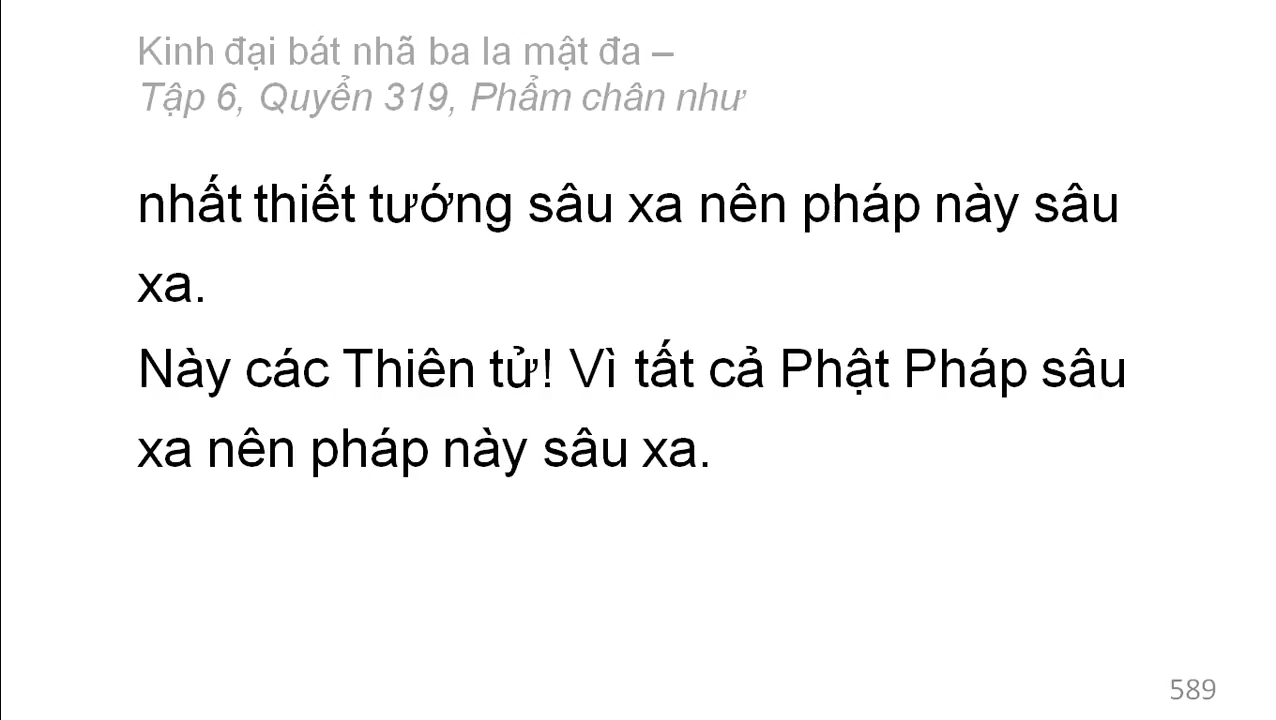 Kinh đại bát nhã ba la mật đa –
Tập 6, Quyển 319, Phẩm chân như
nhất thiết tướng sâu xa nên pháp này sâu
xa.
Này các Thiên tử! Vì tất cả Phật Pháp sâu
xa nên pháp này sâu xa.
589